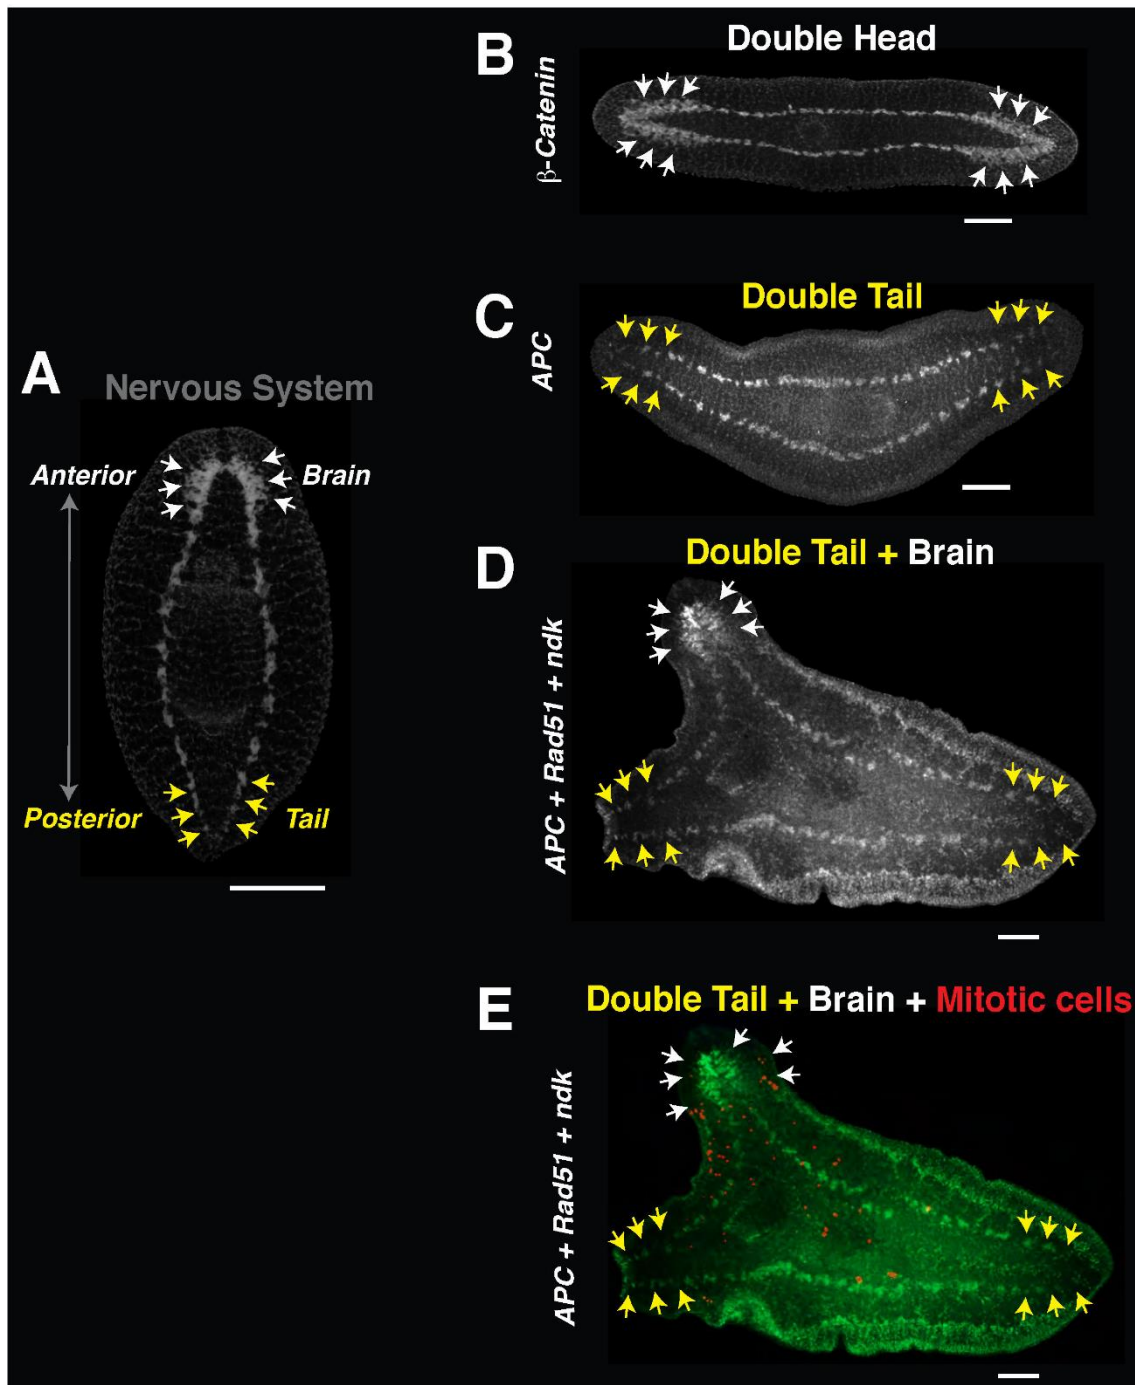 A
Nervous System
Anterior
Brain
Posterior
Tail
B
Double Head
β-Catenin
C
Double Tail
APC
D
Double Tail + Brain
APC + Rad51 + ndk
E
Double Tail + Brain + Mitotic cells
APC + Rad51 + ndk